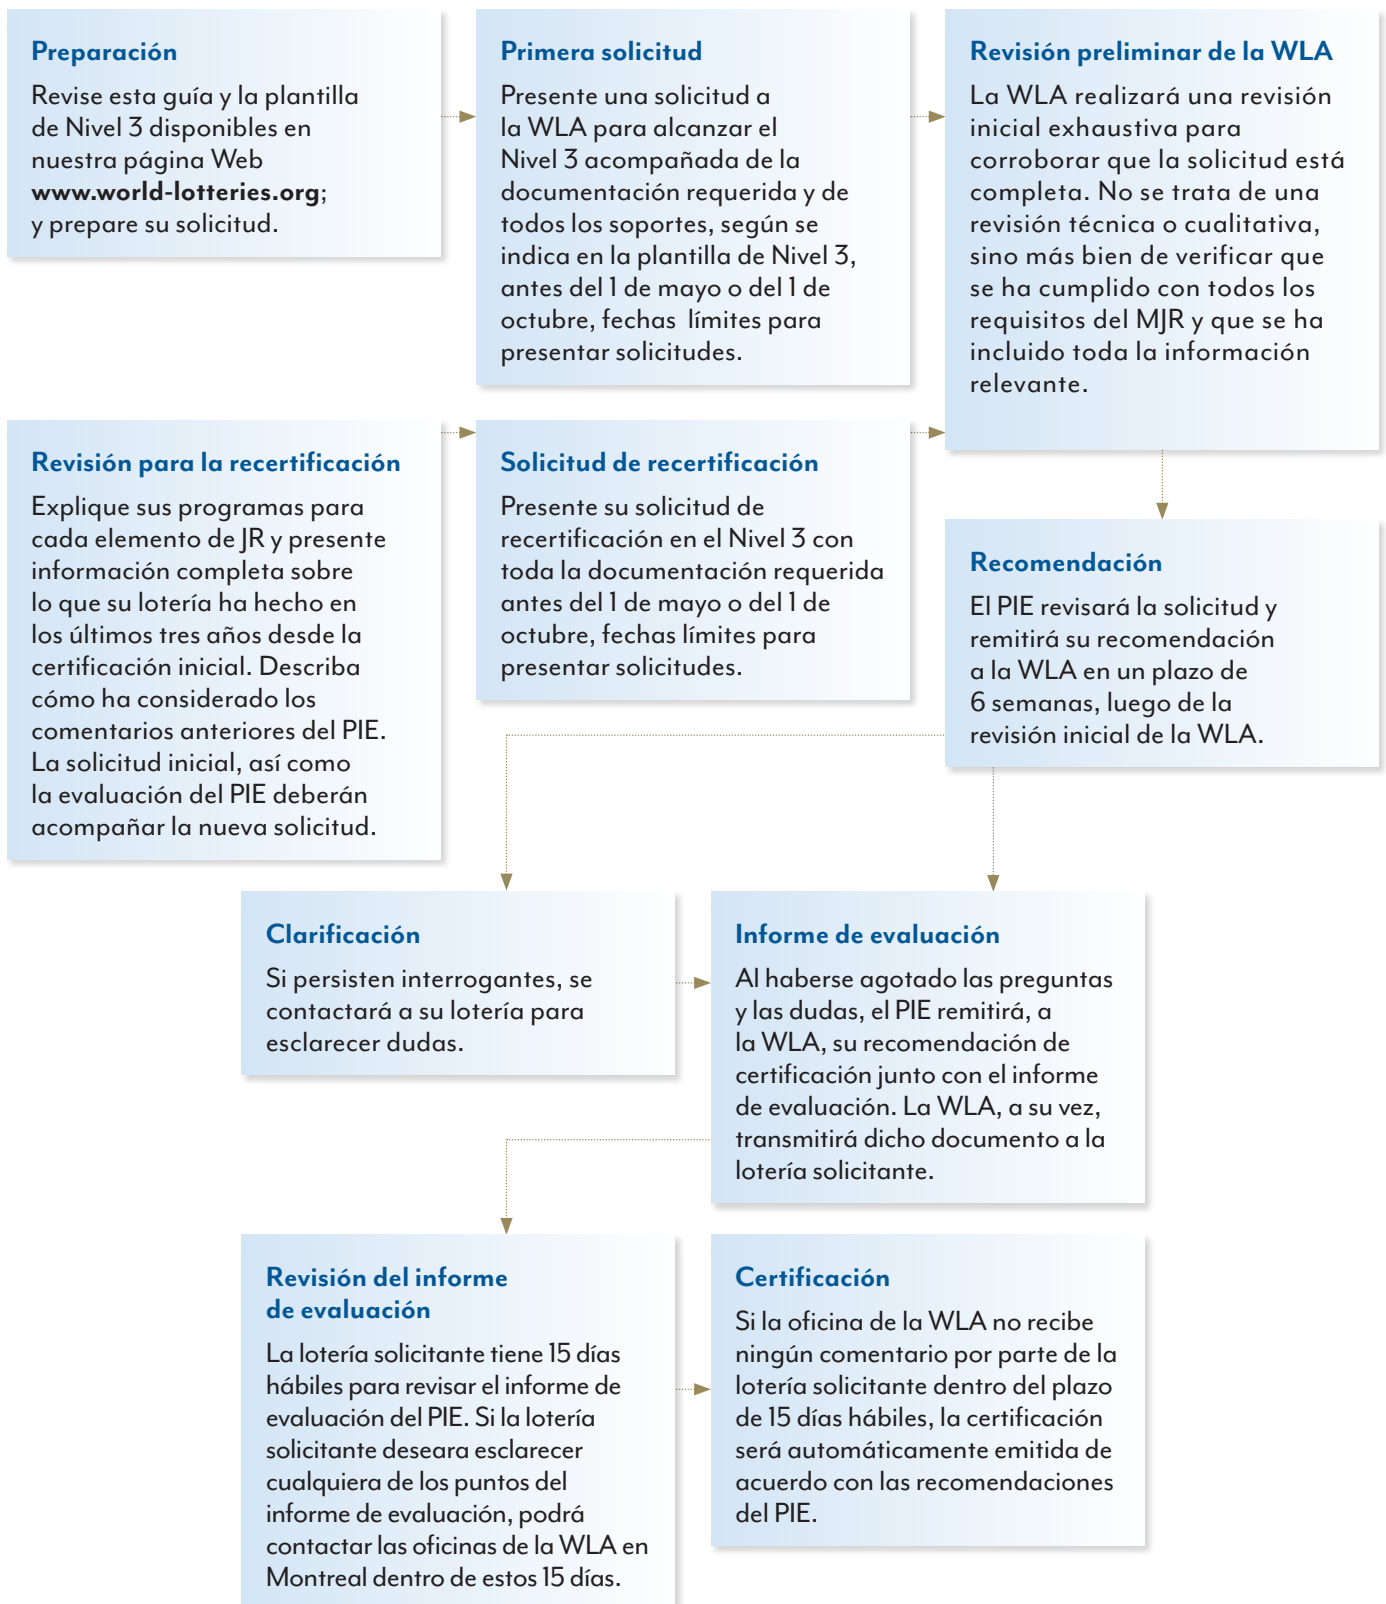 Preparación
Revise esta guía y la plantilla
de Nivel 3 disponibles en
nuestra página Web
www.world-lotteries.org;
y prepare su solicitud.
Primera solicitud
Presente una solicitud a
la WLA para alcanzar el
Nivel 3 acompañada de la
documentación requerida y de
todos los soportes, según se
indica en la plantilla de Nivel 3,
antes del 1 de mayo o del 1 de
octubre, fechas límites para
presentar solicitudes.
Revisión preliminar de la WLA
La WLA realizará una revisión
inicial exhaustiva para
corroborar que la solicitud está
completa. No se trata de una
revisión técnica o cualitativa,
sino más bien de verificar que
se ha cumplido con todos los
requisitos del MJR y que se ha
incluido toda la información
relevante.
Revisión para la recertificación
Explique sus programas para
cada elemento de JR y presente
información completa sobre
lo que su lotería ha hecho en
los últimos tres años desde la
certificación inicial. Describa
cómo ha considerado los
comentarios anteriores del PIE.
La solicitud inicial, así como
la evaluación del PIE deberán
acompañar la nueva solicitud.
Solicitud de recertificación
Presente su solicitud de
recertificación en el Nivel 3 con
toda la documentación requerida
antes del 1 de mayo o del 1 de
octubre, fechas límites para
presentar solicitudes.
Recomendación
El PIE revisará la solicitud y
remitirá su recomendación
a la WLA en un plazo de
6 semanas, luego de la
revisión inicial de la WLA.
Clarificación
Si persisten interrogantes, se
contactará a su lotería para
esclarecer dudas.
Informe de evaluación
Al haberse agotado las preguntas
y las dudas, el PIE remitirá, a
la WLA, su recomendación de
certificación junto con el informe
de evaluación. La WLA, a su vez,
transmitirá dicho documento a la
lotería solicitante.
Revisión del informe
de evaluación
La lotería solicitante tiene 15 días
hábiles para revisar el informe de
evaluación del PIE. Si la lotería
solicitante deseara esclarecer
cualquiera de los puntos del
informe de evaluación, podrá
contactar las oficinas de la WLA en
Montreal dentro de estos 15 días.
Certificación
Si la oficina de la WLA no recibe
ningún comentario por parte de la
lotería solicitante dentro del plazo
de 15 días hábiles, la certificación
será automáticamente emitida de
acuerdo con las recomendaciones
del PIE.